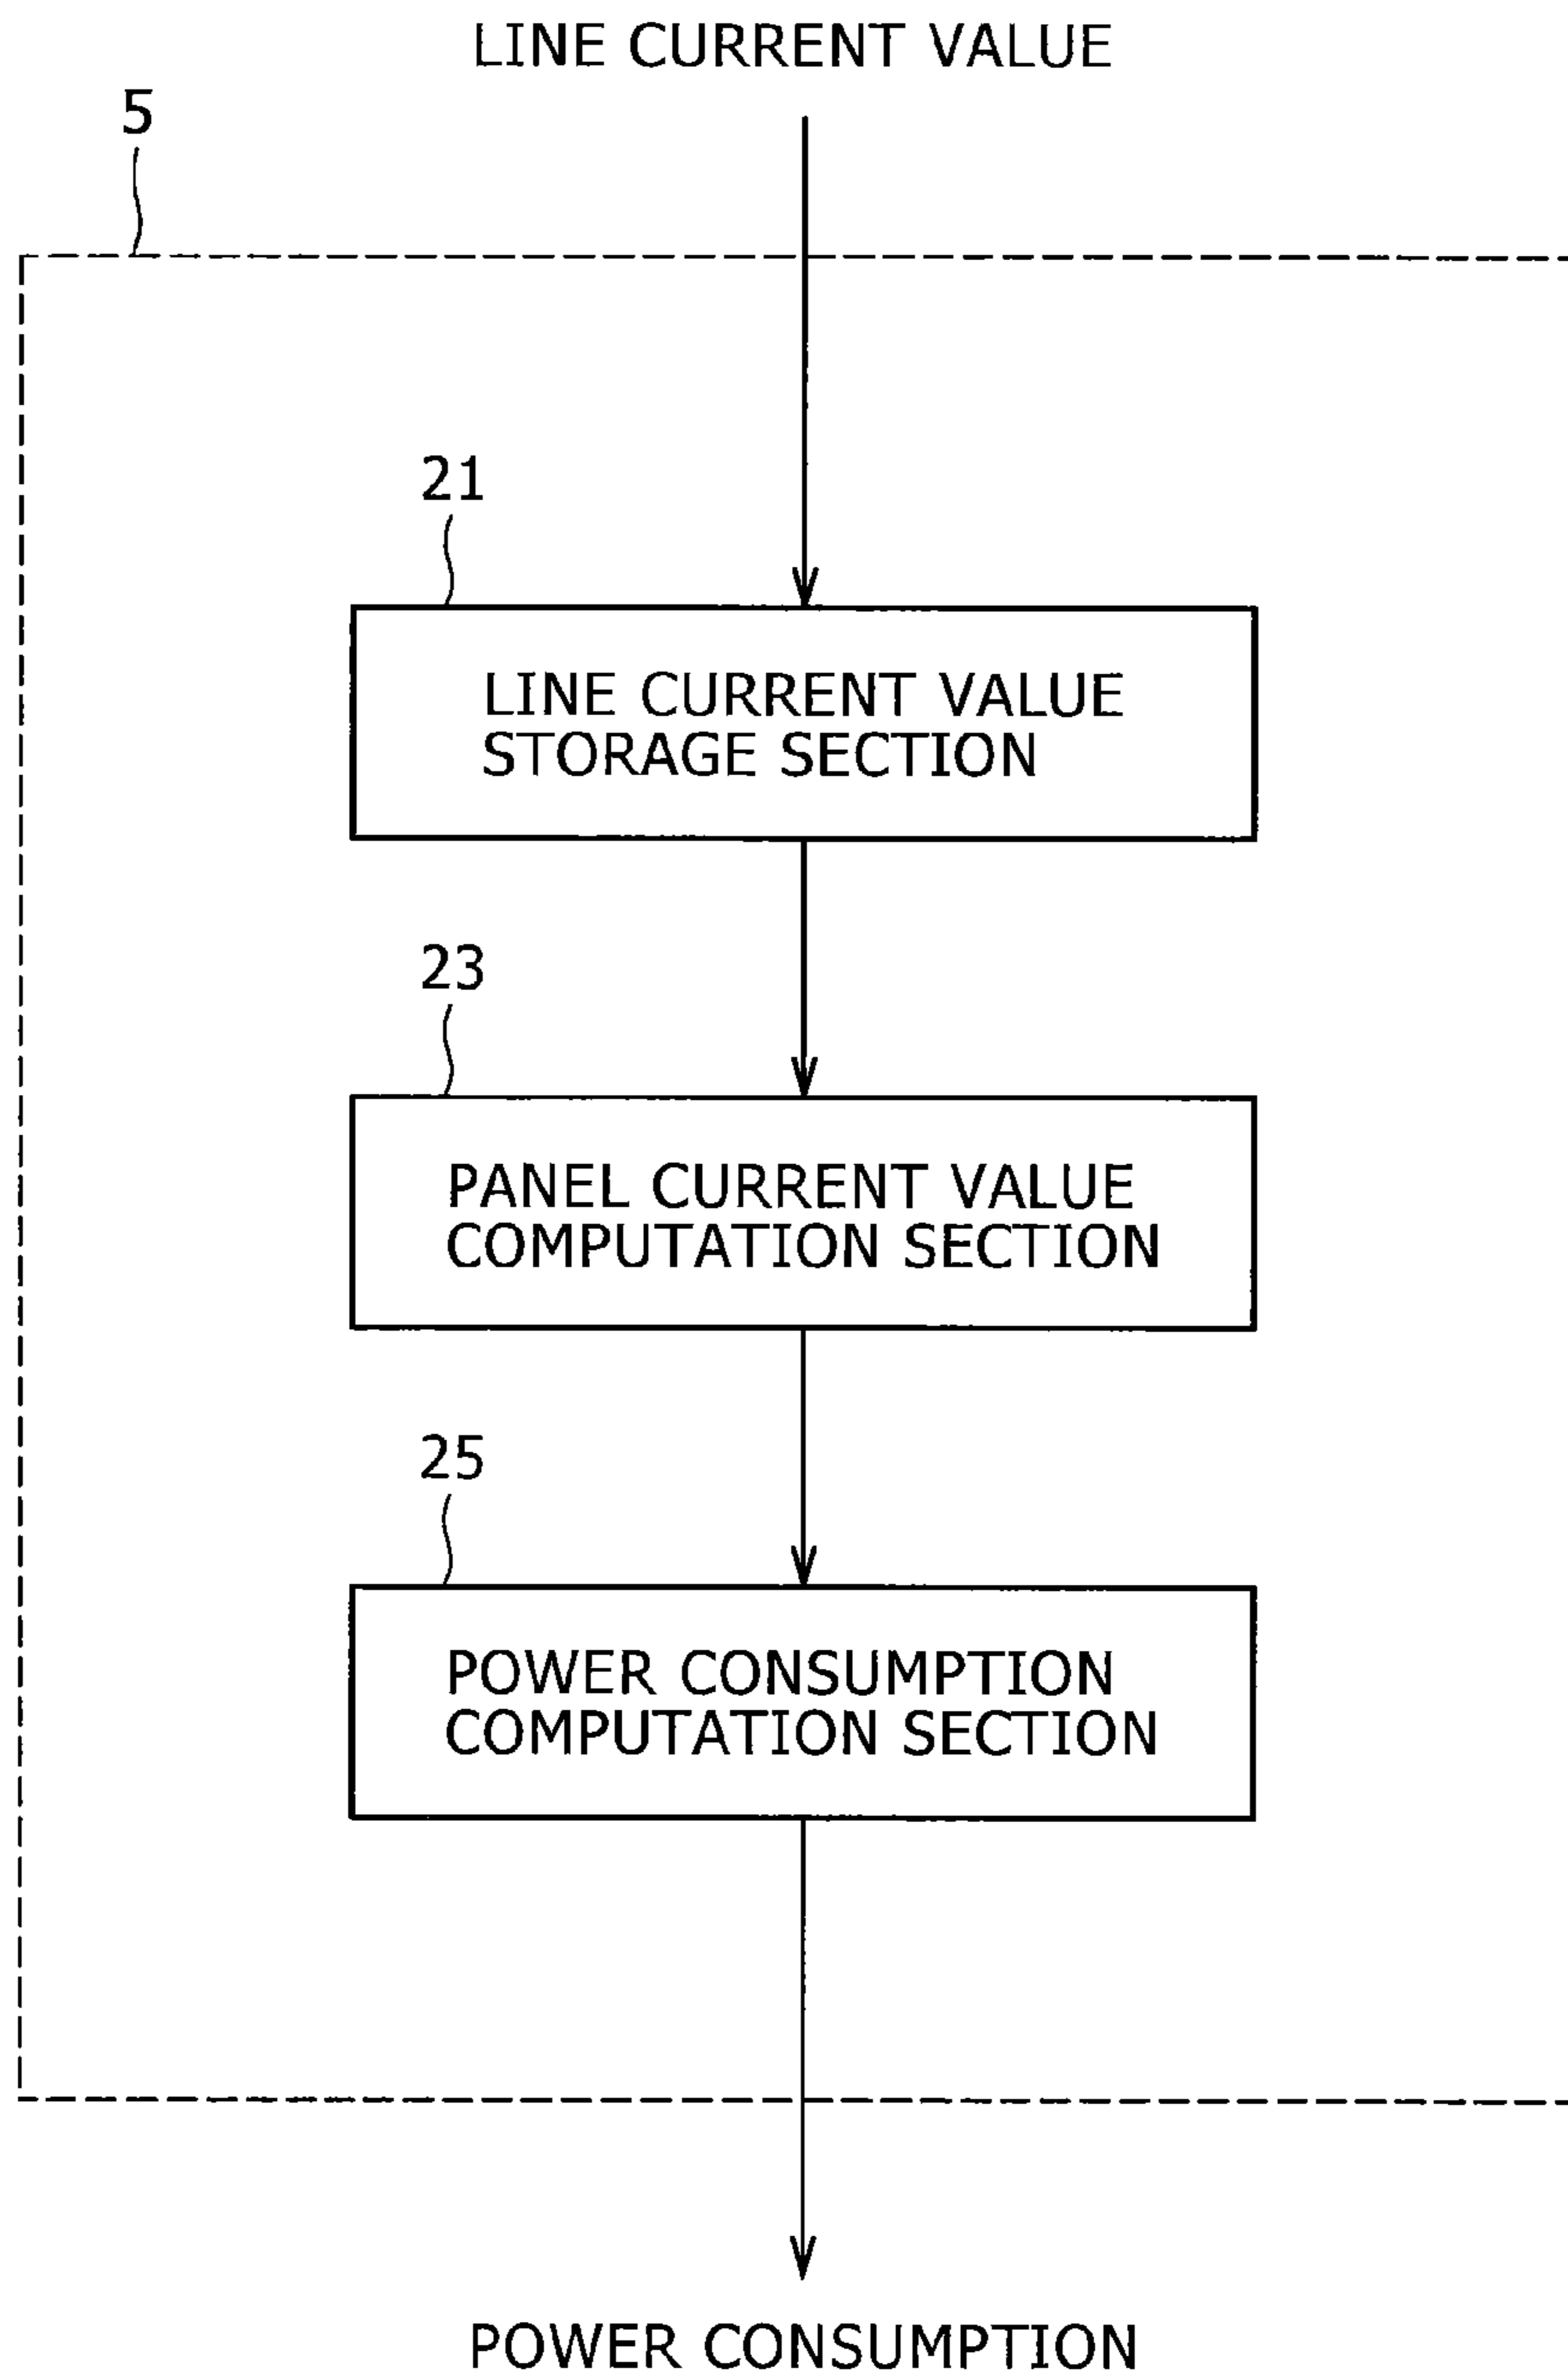 LINE CURRENT VALUE
5
21
LINE CURRENT VALUE
STORAGE SECTION
23
PANEL CURRENT VALUE
COMPUTATION SECTION
25
POWER CONSUMPTION
COMPUTATION SECTION
POWER CONSUMPTION